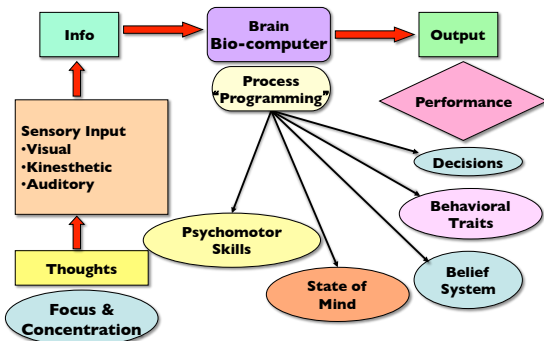 Info
Brain
Bio-computer
Output
Process
“Programming”
Performance
Sensory Input
•Visual
•Kinesthetic
•Auditory
Decisions
Behavioral
Traits
Psychomotor
Skills
Thoughts
Belief
System
State of
Mind
Focus &
Concentration